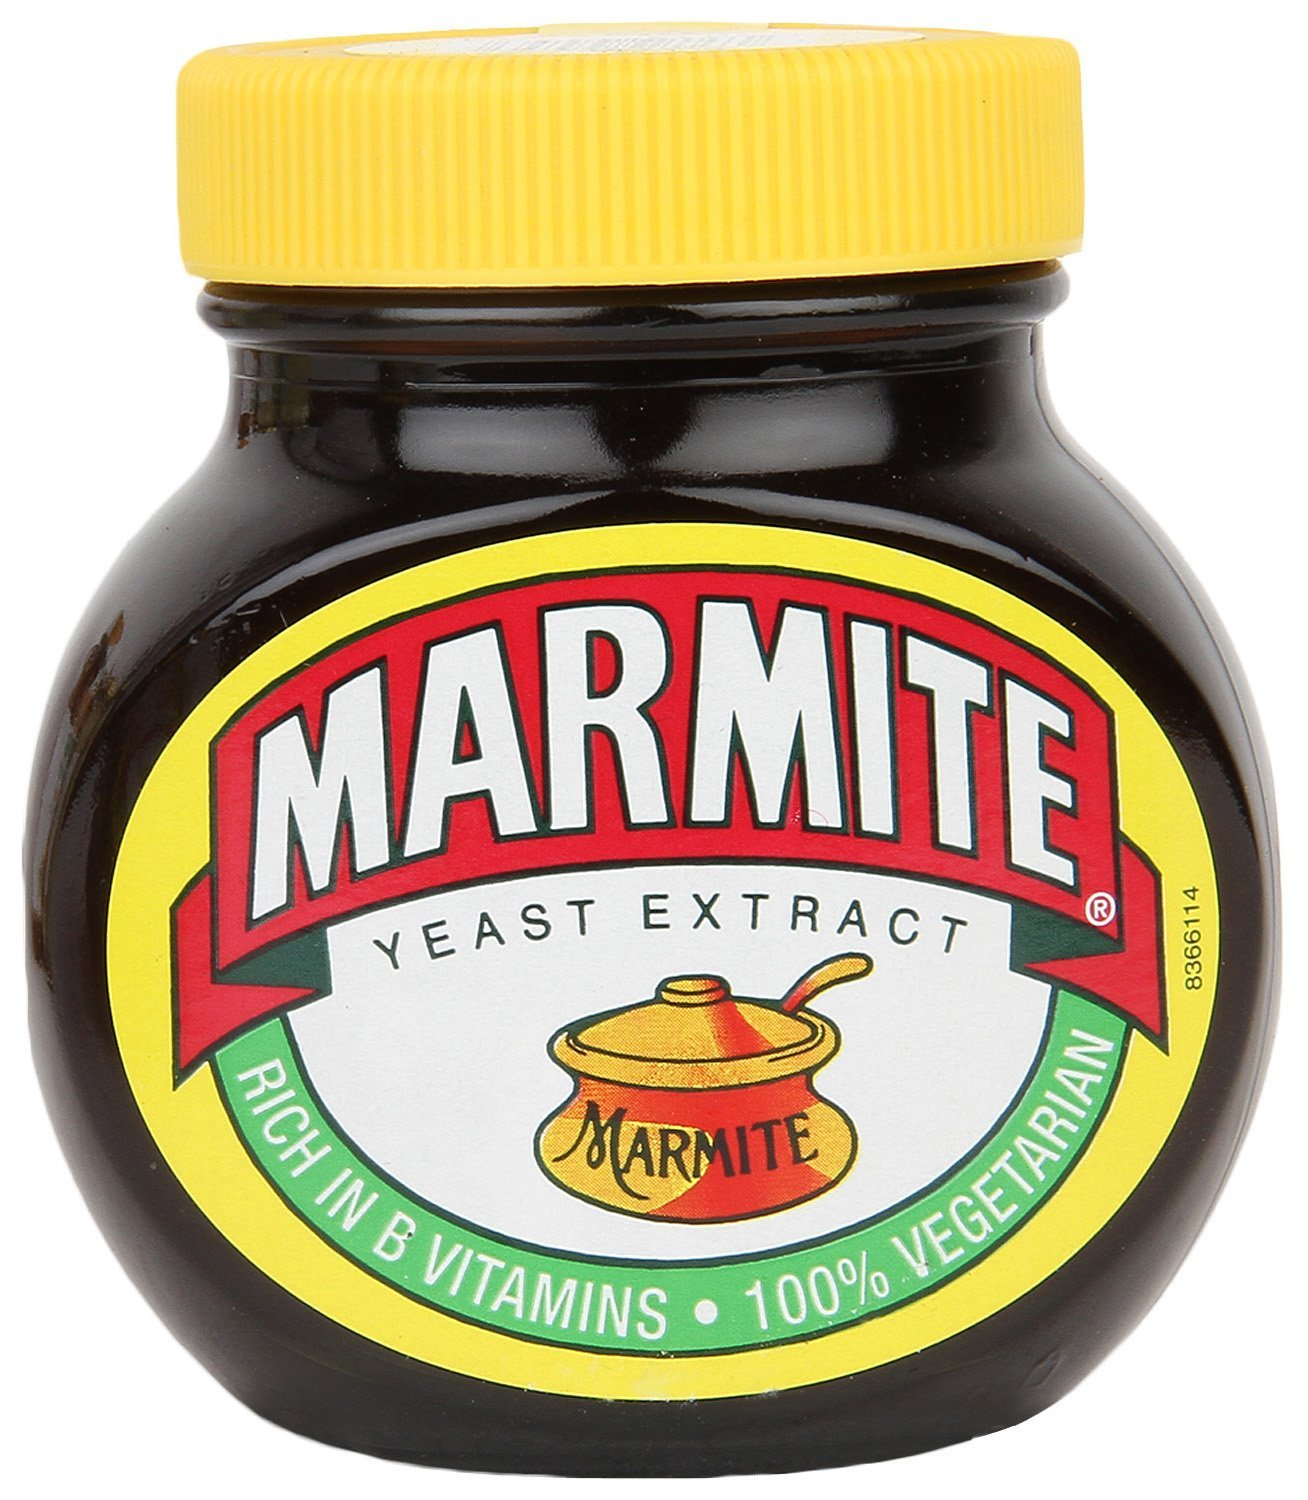 MARMITE®
YEAST EXTRACT
MARMITE
RICH IN B VITAMINS • 100% VEGETARIAN
8366114